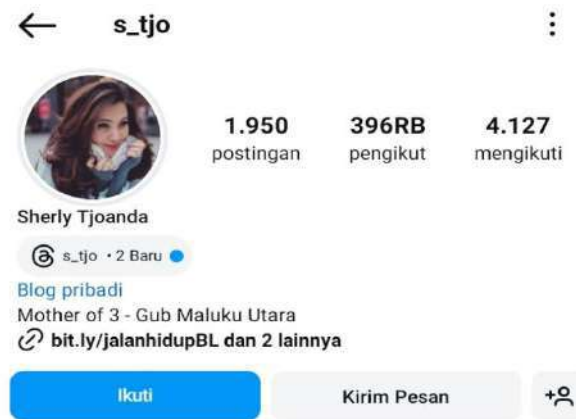 s_tjo
1.950 396RB 4.127
postingan pengikut mengikuti
Sherly Tjoanda
s_tjo • 2 Baru
Blog pribadi
Mother of 3 - Gub Maluku Utara
bit.ly/jalanhidupBL dan 2 lainnya
Ikuti Kirim Pesan